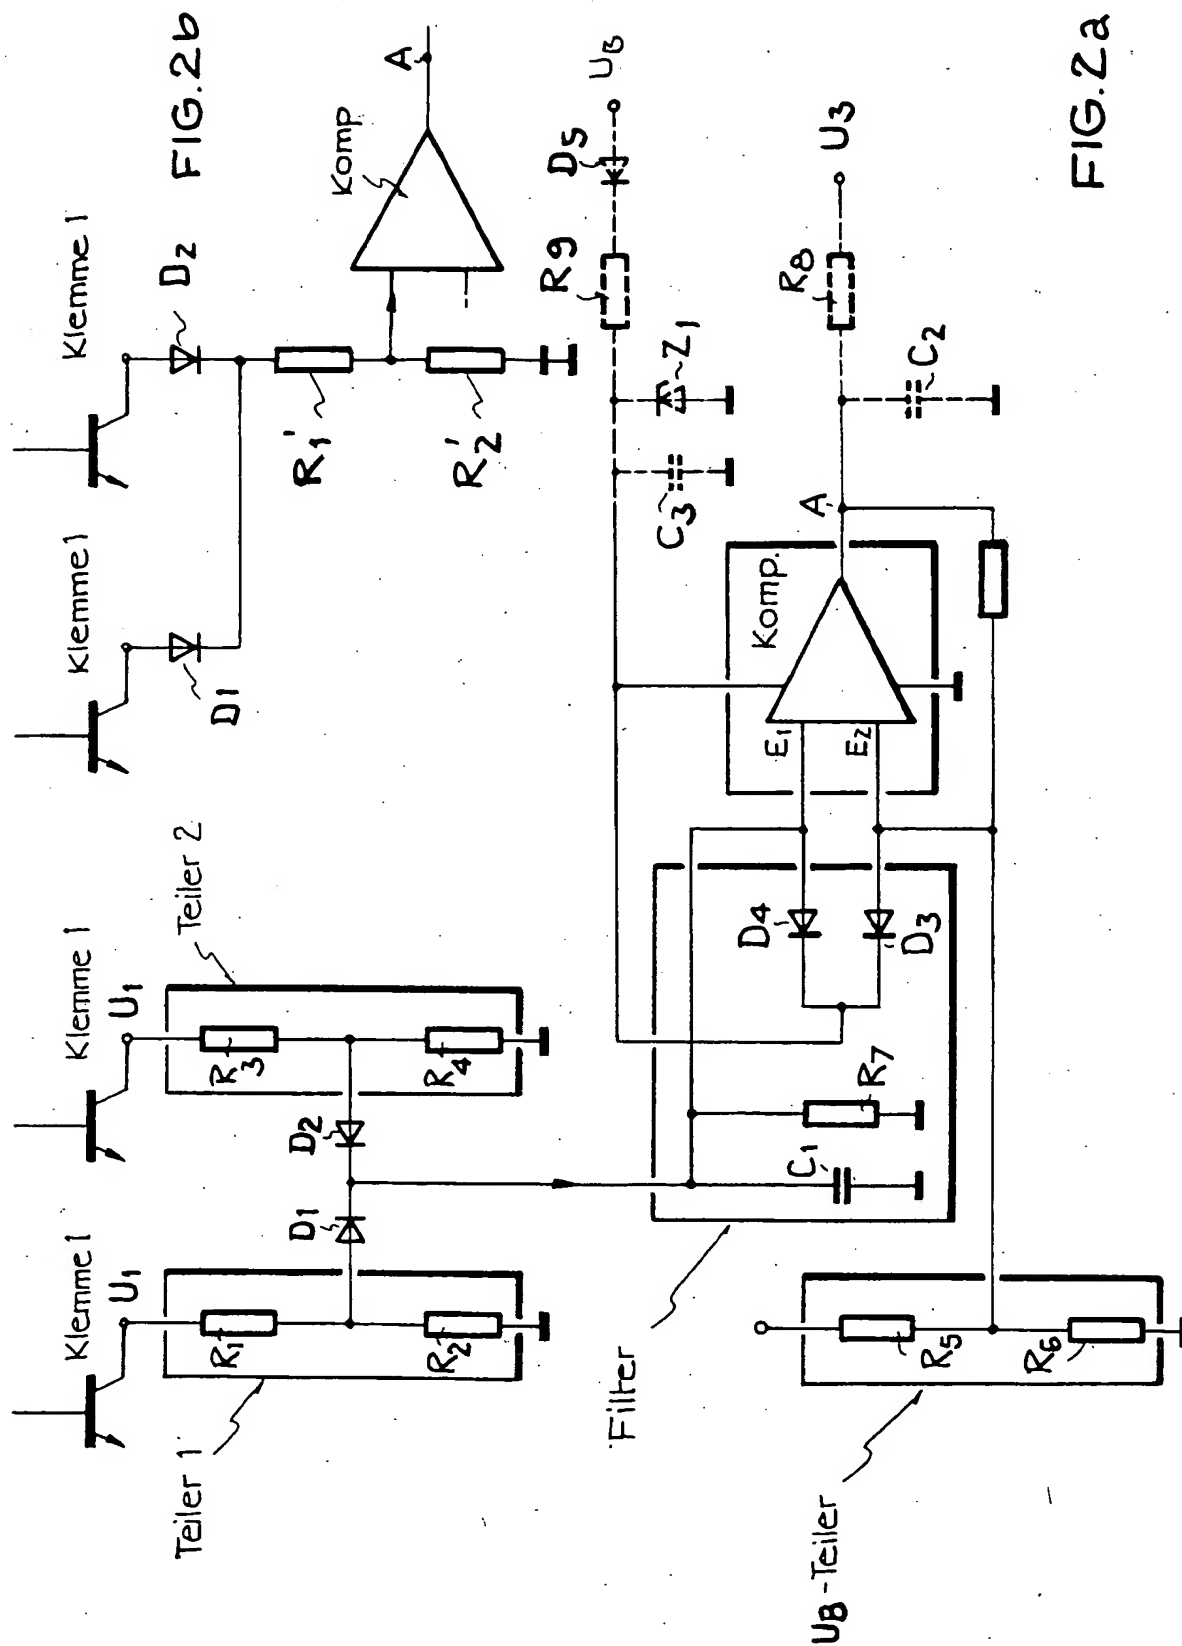 FIG.2b
Klemme 1
Klemme 1
D1
D2
R1'
R2'
Komp
A
Klemme 1
U1
Klemme 1
U1
Teiler 1
R1
R2
D1
D2
Teiler 2
R3
R4
Filter
C1
R7
D4
D3
E1
E2
Komp.
A
C3
Z1
R9
D5
UB
C2
R8
U3
UB-Teiler
R5
R6
FIG.2a